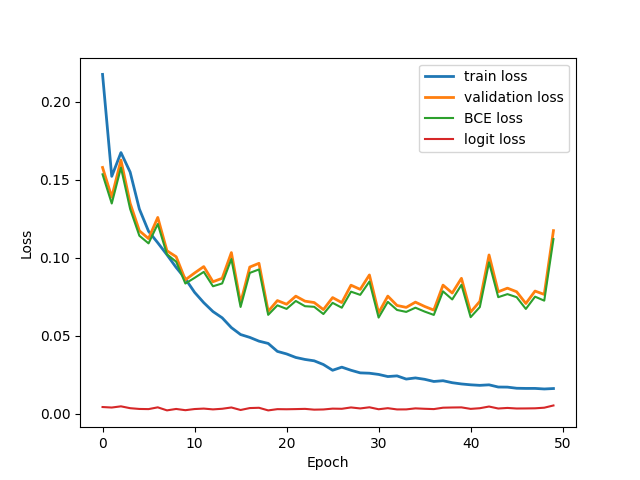 train loss
validation loss
BCE loss
logit loss
0.20
0.15
0.10
0.05
0.00
Loss
0 10 20 30 40 50
Epoch